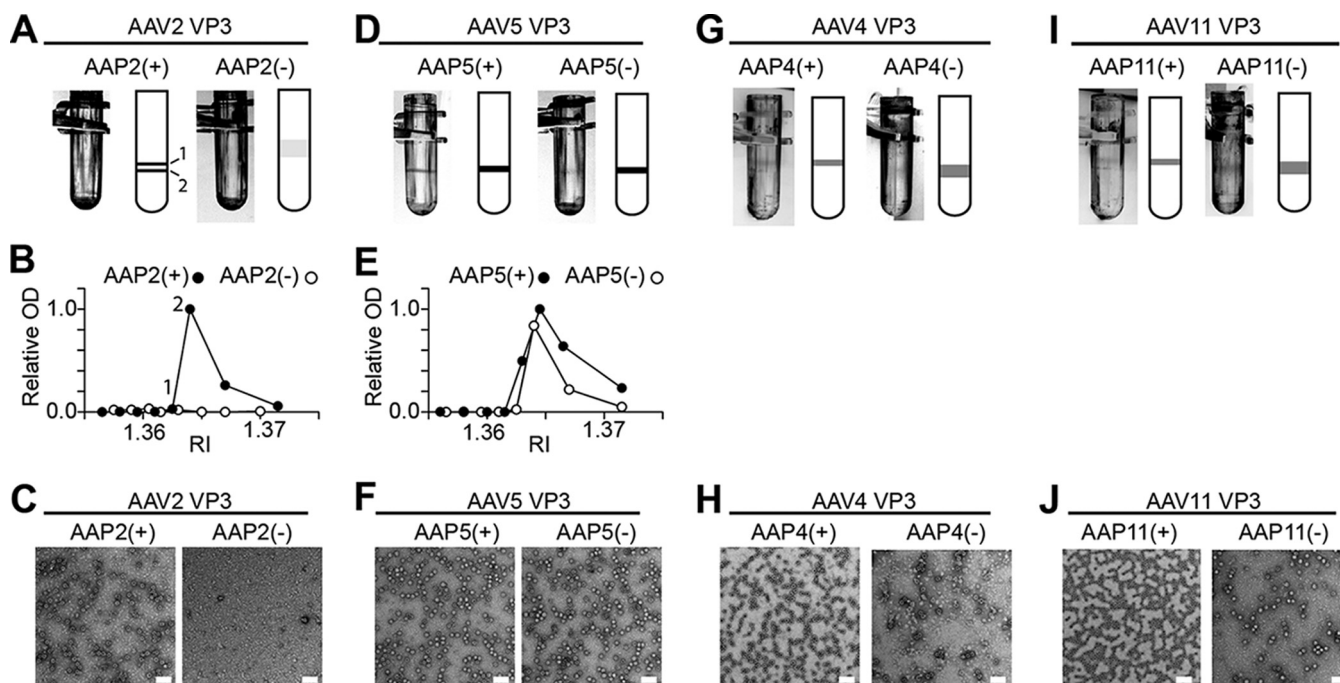 A AAV2 VP3
AAP2(+) AAP2(-)
1
2
D AAV5 VP3
AAP5(+) AAP5(-)
G AAV4 VP3
AAP4(+) AAP4(-)
I AAV11 VP3
AAP11(+) AAP11(-)
B AAP2(+) AAP2(-)
Relative OD
1.0
0.0
2
1
1.36 1.37
RI
E AAP5(+) AAP5(-)
Relative OD
1.0
0.0
1.36 1.37
RI
C AAV2 VP3
AAP2(+) AAP2(-)
F AAV5 VP3
AAP5(+) AAP5(-)
H AAV4 VP3
AAP4(+) AAP4(-)
J AAV11 VP3
AAP11(+) AAP11(-)